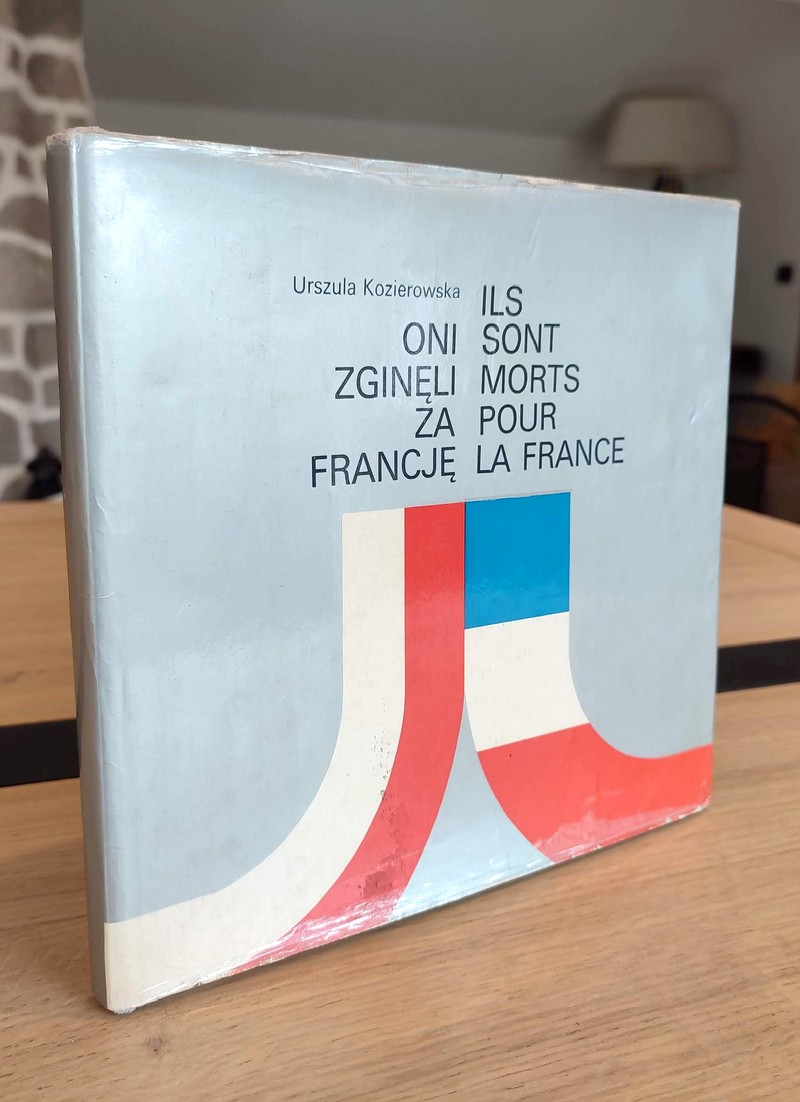 Urszula Kozierowska
ONI
ZGINĘLI
ZA
FRANCJĘ
ILS
SONT
MORTS
POUR
LA FRANCE